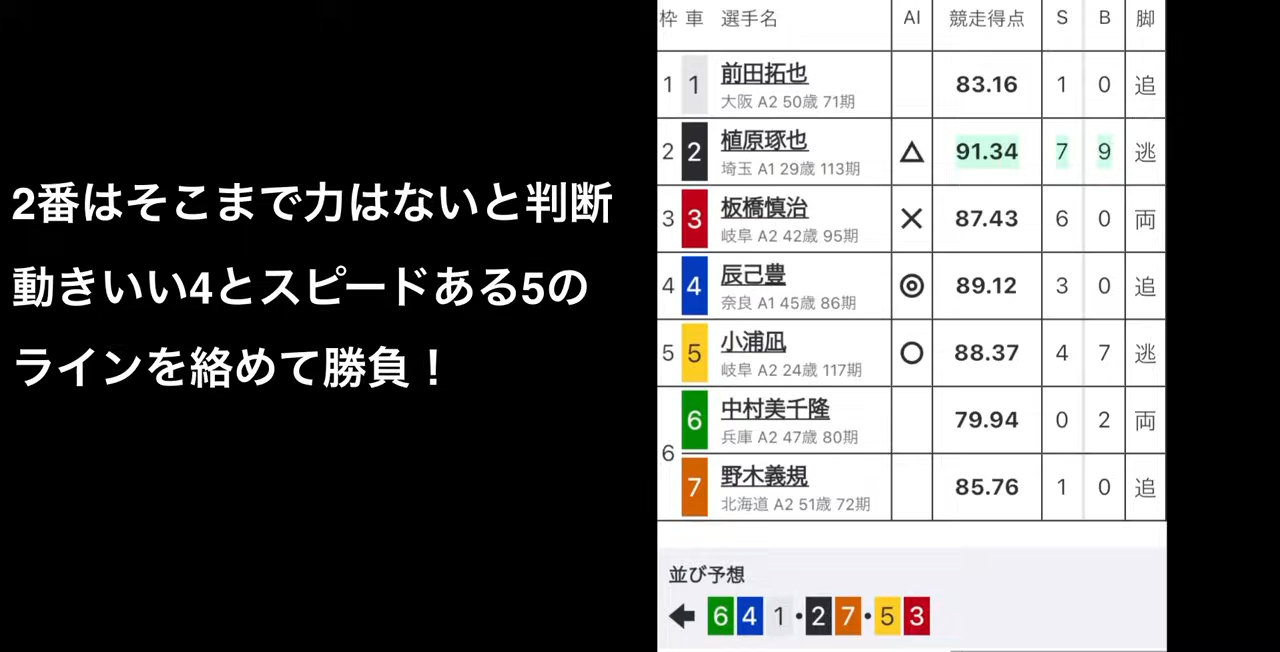 2番はそこまで力はないと判断
動きいい4とスピードある5の
ラインを絡めて勝負！
枠 車 選手名 AI 競走得点 S B 脚
1 1 前田拓也 83.16 1 0 追
大阪 A2 50歳 71期
2 2 植原琢也 △ 91.34 7 9 逃
埼玉 A1 29歳 113期
3 3 板橋慎治 × 87.43 6 0 両
岐阜 A2 42歳 95期
4 4 辰己豊 ◎ 89.12 3 0 追
奈良 A1 45歳 86期
5 5 小浦凪 ○ 88.37 4 7 逃
岐阜 A2 24歳 117期
6 6 中村美千隆 79.94 0 2 両
兵庫 A2 47歳 80期
7 野木義規 85.76 1 0 追
北海道 A2 51歳 72期
並び予想
← 6 4 1 • 2 7 • 5 3